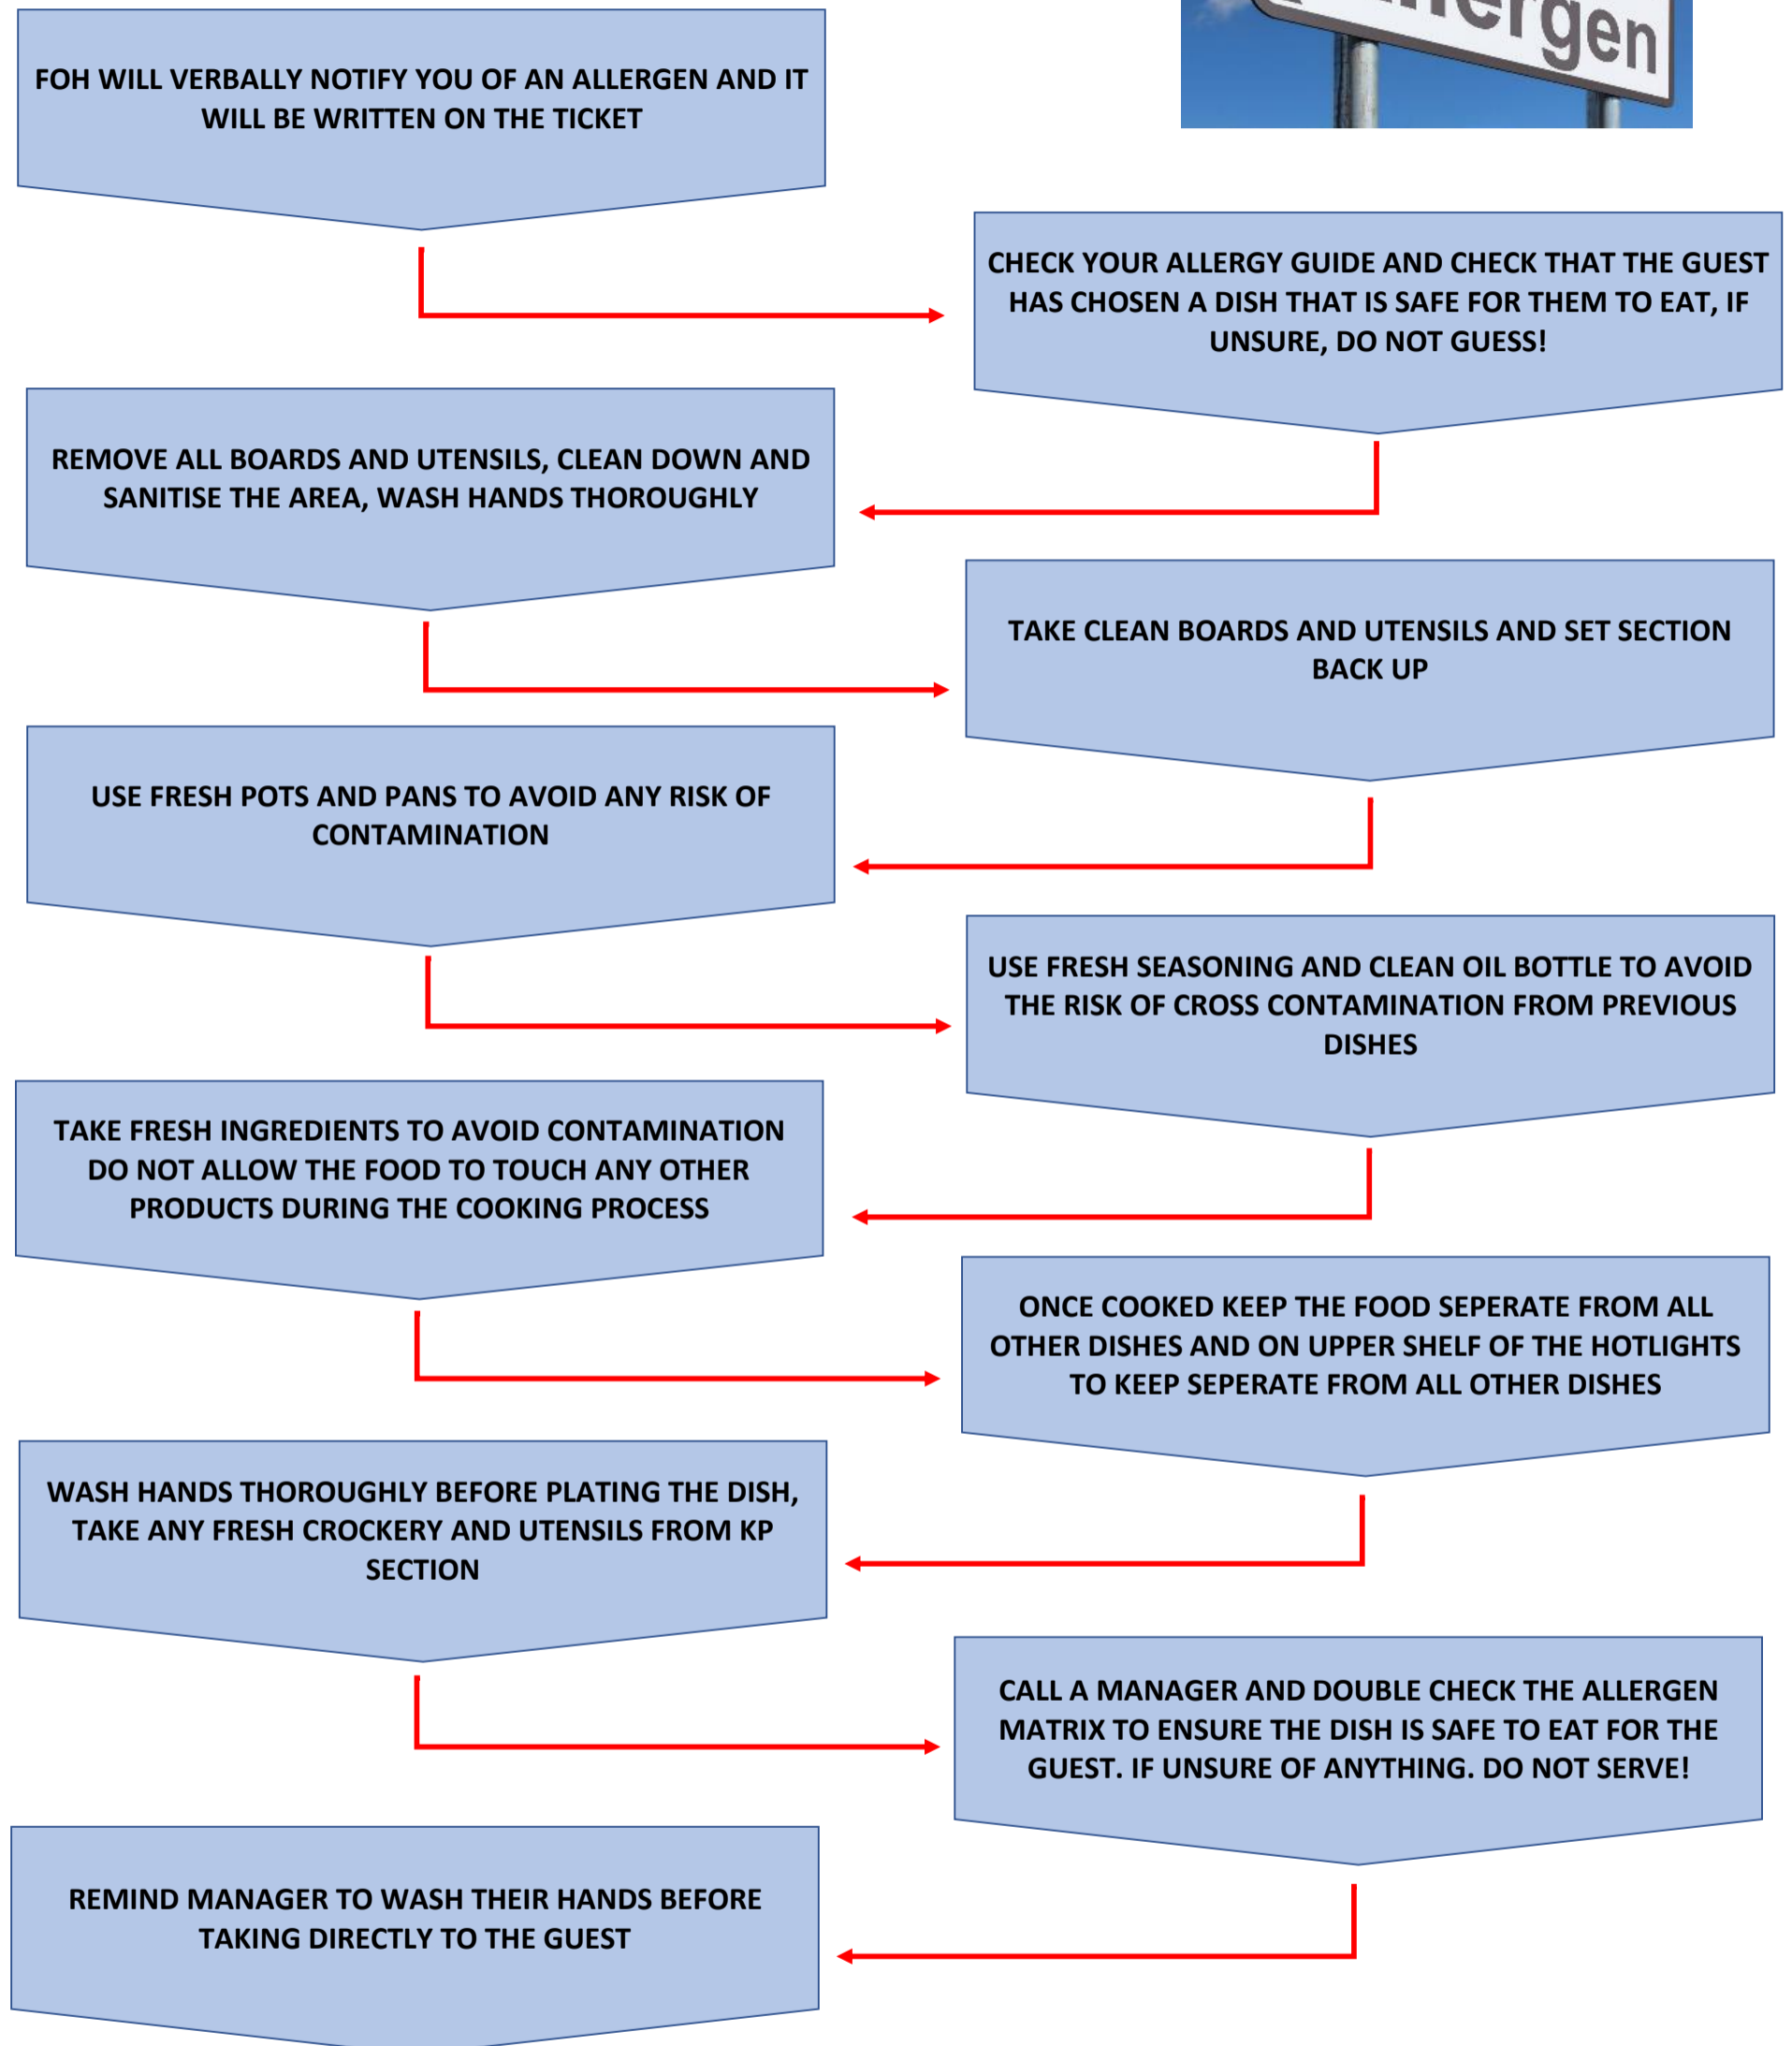 FOH WILL VERBALLY NOTIFY YOU OF AN ALLERGEN AND IT
WILL BE WRITTEN ON THE TICKET
CHECK YOUR ALLERGY GUIDE AND CHECK THAT THE GUEST
HAS CHOSEN A DISH THAT IS SAFE FOR THEM TO EAT, IF
UNSURE, DO NOT GUESS!
REMOVE ALL BOARDS AND UTENSILS, CLEAN DOWN AND
SANITISE THE AREA, WASH HANDS THOROUGHLY
TAKE CLEAN BOARDS AND UTENSILS AND SET SECTION
BACK UP
USE FRESH POTS AND PANS TO AVOID ANY RISK OF
CONTAMINATION
USE FRESH SEASONING AND CLEAN OIL BOTTLE TO AVOID
THE RISK OF CROSS CONTAMINATION FROM PREVIOUS
DISHES
TAKE FRESH INGREDIENTS TO AVOID CONTAMINATION
DO NOT ALLOW THE FOOD TO TOUCH ANY OTHER
PRODUCTS DURING THE COOKING PROCESS
ONCE COOKED KEEP THE FOOD SEPERATE FROM ALL
OTHER DISHES AND ON UPPER SHELF OF THE HOTLIGHTS
TO KEEP SEPERATE FROM ALL OTHER DISHES
WASH HANDS THOROUGHLY BEFORE PLATING THE DISH,
TAKE ANY FRESH CROCKERY AND UTENSILS FROM KP
SECTION
CALL A MANAGER AND DOUBLE CHECK THE ALLERGEN
MATRIX TO ENSURE THE DISH IS SAFE TO EAT FOR THE
GUEST. IF UNSURE OF ANYTHING. DO NOT SERVE!
REMIND MANAGER TO WASH THEIR HANDS BEFORE
TAKING DIRECTLY TO THE GUEST